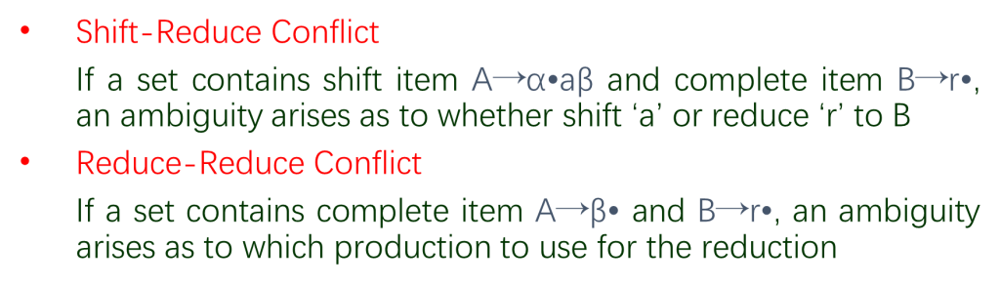 • Shift-Reduce Conflict
If a set contains shift item A→α•aβ and complete item B→r•,
an ambiguity arises as to whether shift ‘a’ or reduce ‘r’ to B
• Reduce-Reduce Conflict
If a set contains complete item A→β• and B→r•, an ambiguity
arises as to which production to use for the reduction